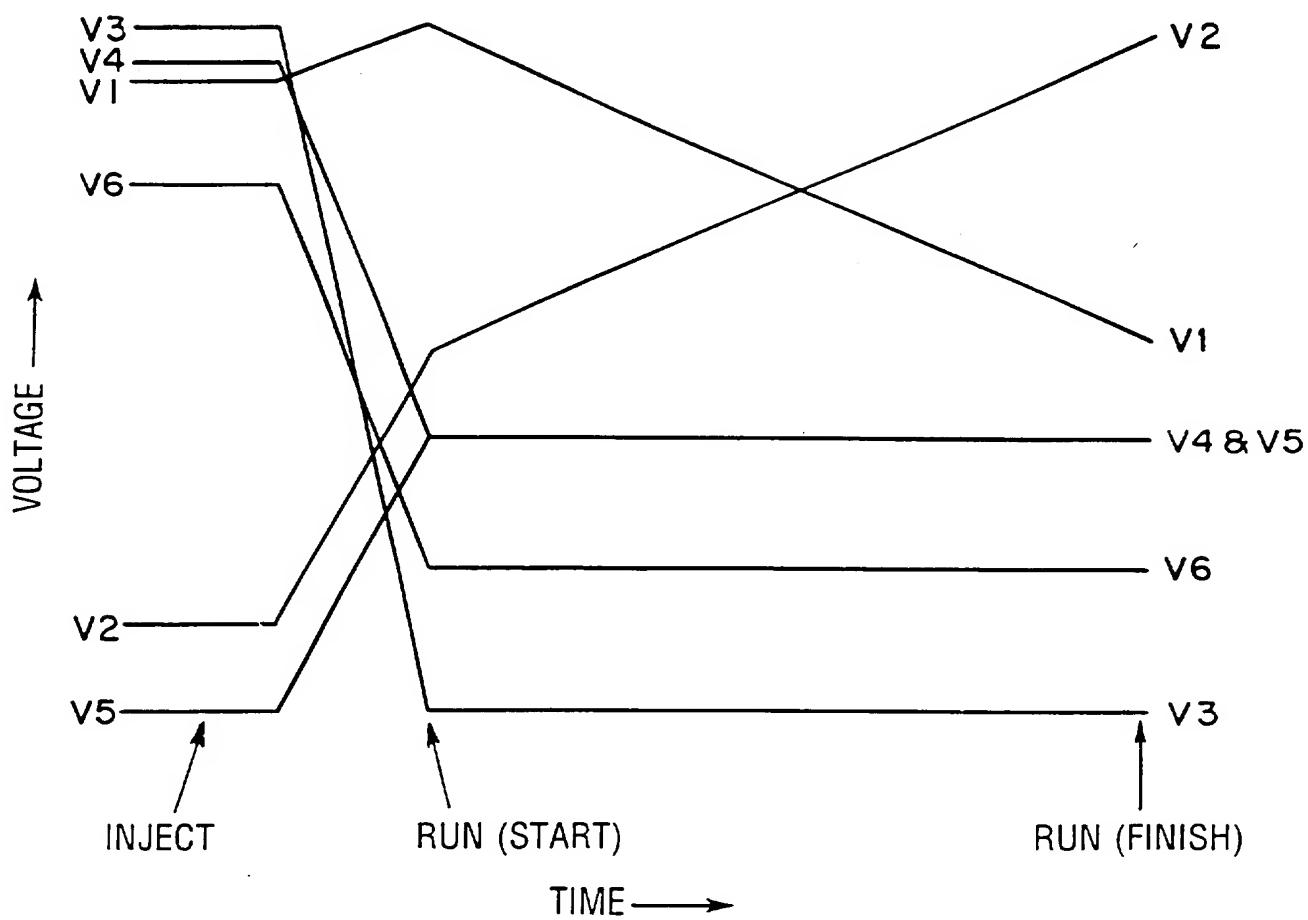 V3
V4
V1
V6
V2
V5
V2
V1
V4 & V5
V6
V3
VOLTAGE
INJECT
RUN (START)
RUN (FINISH)
TIME